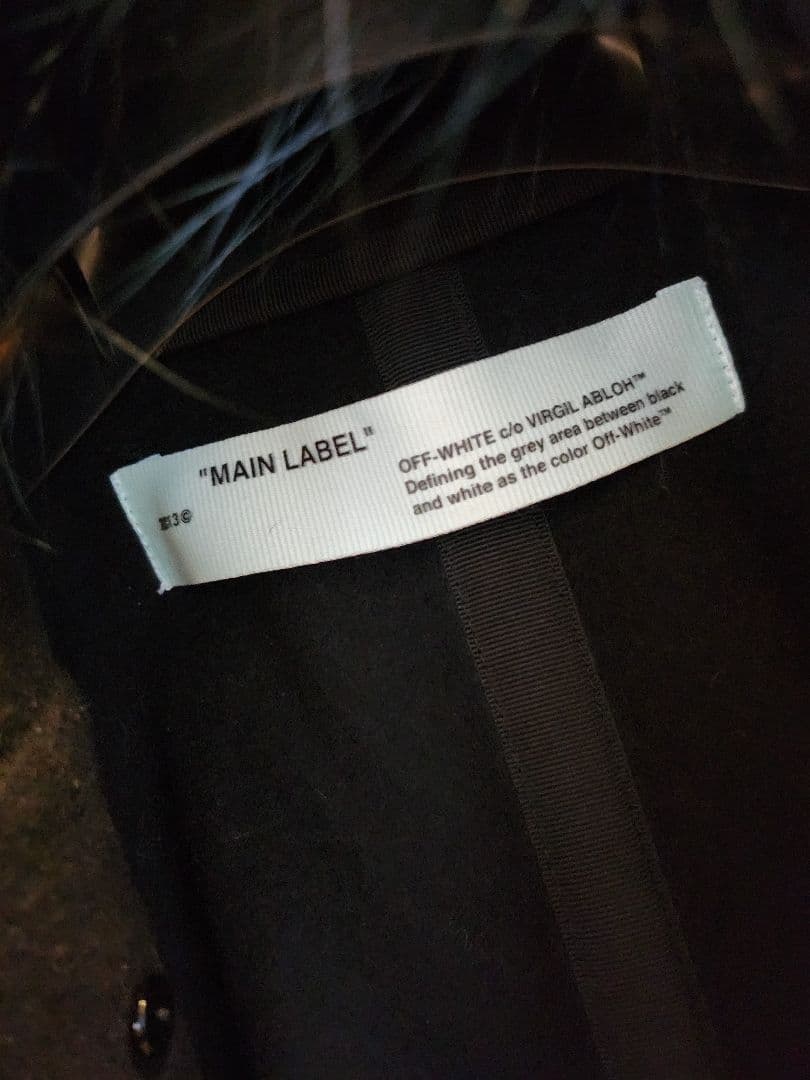 "MAIN LABEL"
OFF-WHITE c/o VIRGIL ABLOH™
Defining the grey area between black
and white as the color Off-White™
3©